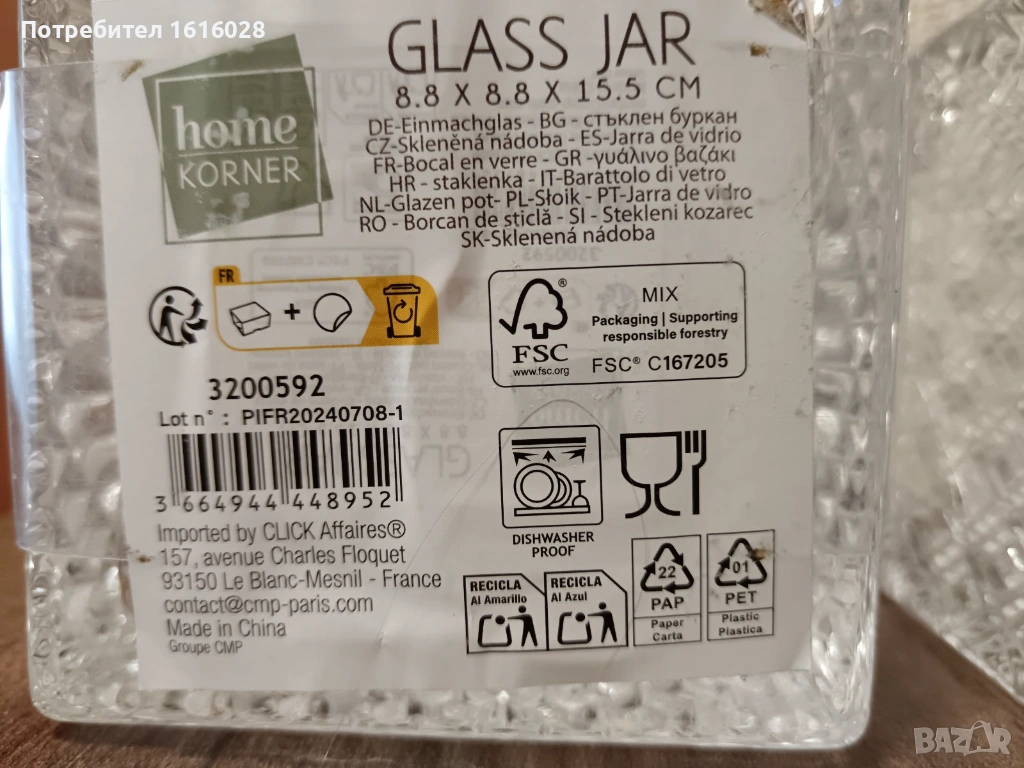 Потребител 1616028
GLASS JAR
8.8 X 8.8 X 15.5 CM
home
KORNER
DE-Einmachglas - BG - стъклен буркан
CZ-Skleněná nádoba - ES-Jarra de vidrio
FR-Bocal en verre - GR -γυάλινο βαζάκι
HR - staklenka - IT-Barattolo di vetro
NL-Glazen pot- PL-Słoik - PT-Jarra de vidro
RO - Borcan de sticlă - SI - Stekleni kozarec
SK-Sklenená nádoba
FR
+
FSC
www.fsc.org
MIX
Packaging | Supporting
responsible forestry
FSC® C167205
3200592
Lot n° : PIFR20240708-1
3 664944 448952
Imported by CLICK Affaires®
157, avenue Charles Floquet
93150 Le Blanc-Mesnil - France
contact@cmp-paris.com
Made in China
Groupe CMP
DISHWASHER
PROOF
RECICLA
Al Amarillo
RECICLA
Al Azul
22
PAP
Paper
Carta
01
PET
Plastic
Plastica
BAZAR